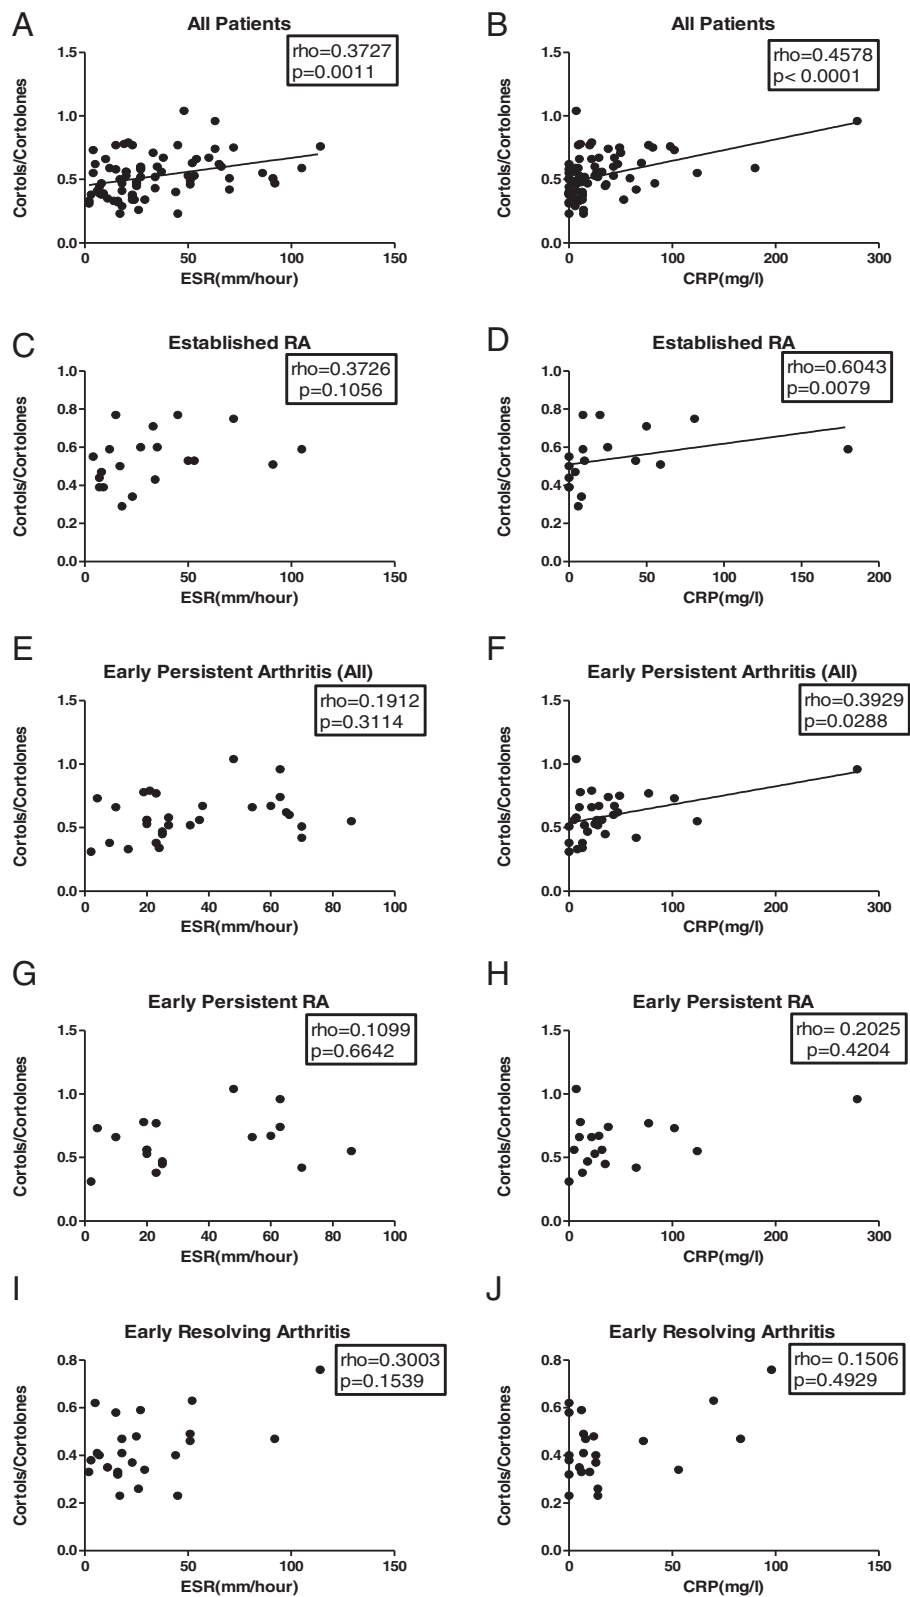 A
All Patients
rho=0.3727
p=0.0011
1.5
1.0
0.5
0.0
Cortols/Cortolones
0
50
100
150
ESR(mm/hour)
B
All Patients
rho=0.4578
p< 0.0001
1.5
1.0
0.5
0.0
Cortols/Cortolones
0
100
200
300
CRP(mg/l)
C
Established RA
rho=0.3726
p=0.1056
1.0
0.8
0.6
0.4
0.2
0.0
Cortols/Cortolones
0
50
100
150
ESR(mm/hour)
D
Established RA
rho=0.6043
p=0.0079
1.0
0.8
0.6
0.4
0.2
0.0
Cortols/Cortolones
0
50
100
150
200
CRP(mg/l)
E
Early Persistent Arthritis (All)
rho=0.1912
p=0.3114
1.5
1.0
0.5
0.0
Cortols/Cortolones
0
20
40
60
80
100
ESR(mm/hour)
F
Early Persistent Arthritis (All)
rho=0.3929
p=0.0288
1.5
1.0
0.5
0.0
Cortols/Cortolones
0
100
200
300
CRP(mg/l)
G
Early Persistent RA
rho=0.1099
p=0.6642
1.5
1.0
0.5
0.0
Cortols/Cortolones
0
20
40
60
80
100
ESR(mm/hour)
H
Early Persistent RA
rho= 0.2025
p=0.4204
1.5
1.0
0.5
0.0
Cortols/Cortolones
0
100
200
300
CRP(mg/l)
I
Early Resolving Arthritis
rho=0.3003
p=0.1539
0.8
0.6
0.4
0.2
0.0
Cortols/Cortolones
0
50
100
150
ESR(mm/hour)
J
Early Resolving Arthritis
rho= 0.1506
p=0.4929
0.8
0.6
0.4
0.2
0.0
Cortols/Cortolones
0
50
100
150
CRP(mg/l)